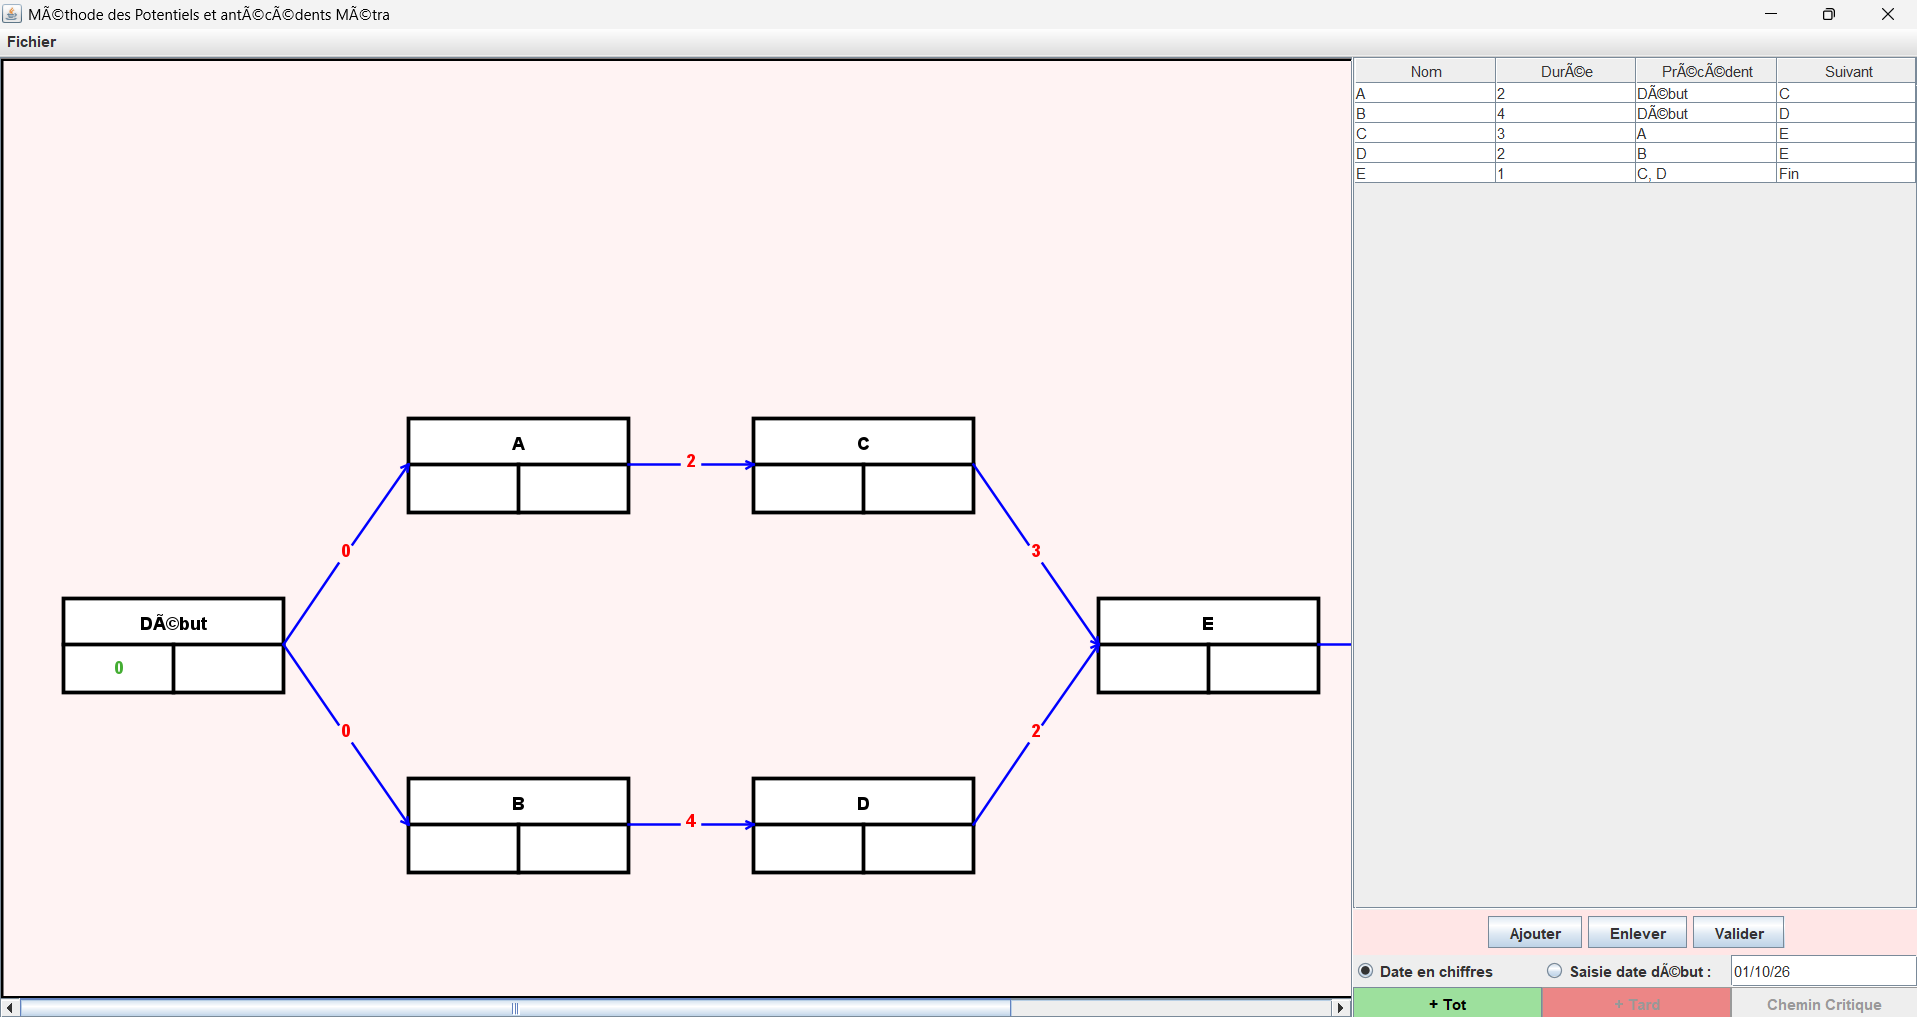 MÃ©thode des Potentiels et antÃ©cÃ©dents MÃ©tra
Fichier
Nom DurÃ©e PrÃ©cÃ©dent Suivant
A 2 DÃ©but C
B 4 DÃ©but D
C 3 A E
D 2 B E
E 1 C, D Fin
A
C
2
0
3
DÃ©but
0
E
0
2
B
D
4
Ajouter Enlever Valider
Date en chiffres Saisie date dÃ©but : 01/10/26
+ Tot + Tard Chemin Critique